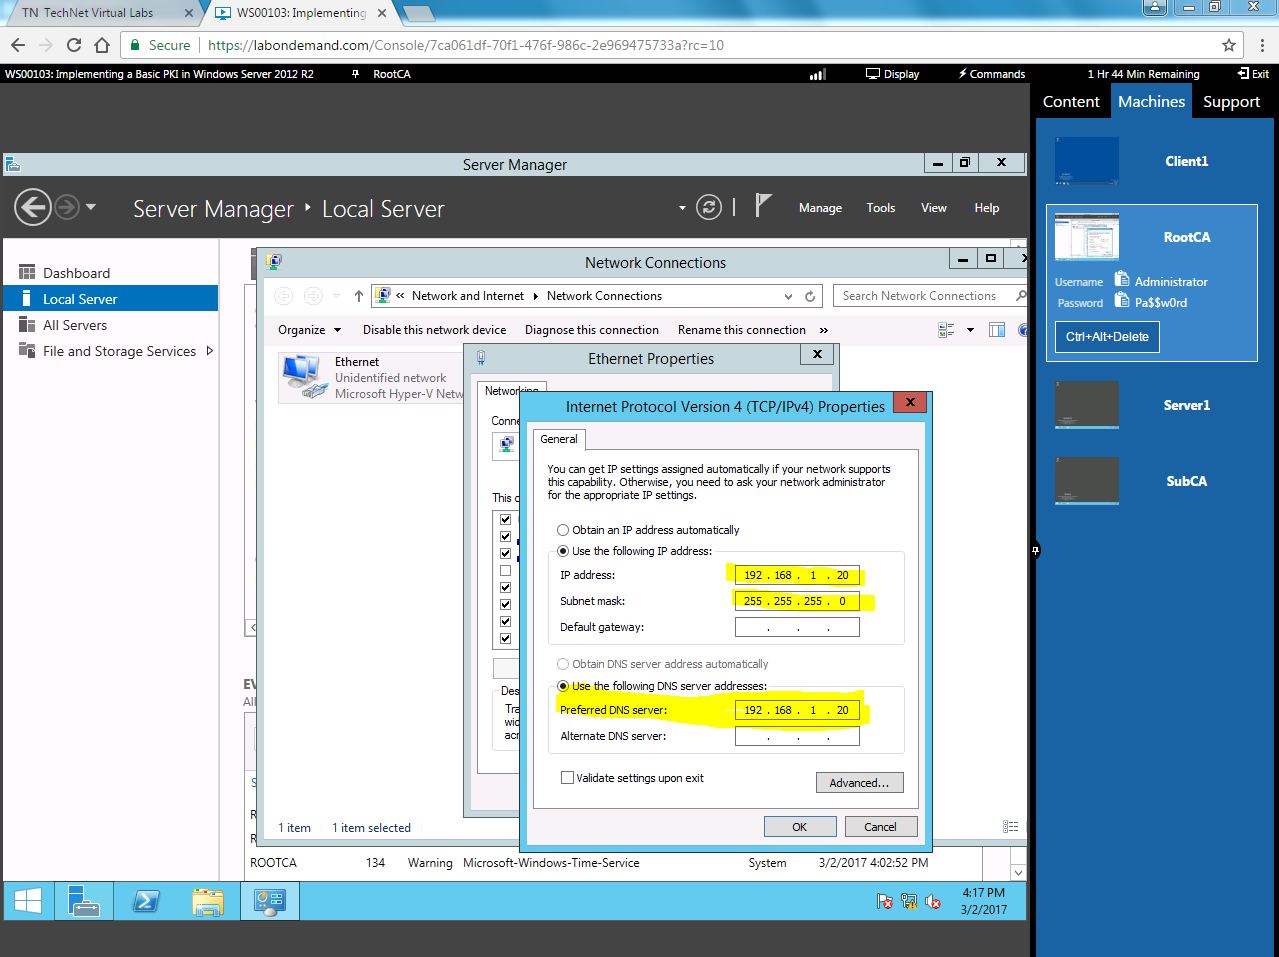 TN TechNet Virtual Labs
WS00103: Implementing
Secure
https://labondemand.com/Console/7ca061df-70f1-476f-986c-2e969475733a?rc=10
WS00103: Implementing a Basic PKI in Windows Server 2012 R2 RootCA Display Commands 1 Hr 44 Min Remaining Exit
Content Machines Support
Server Manager
Server Manager Local Server
Manage Tools View Help
Dashboard
Local Server
All Servers
File and Storage Services
Network Connections
« Network and Internet Network Connections
Search Network Connections
Organize Disable this network device Diagnose this connection Rename this connection »
Ethernet
Unidentified network
Microsoft Hyper-V Netw
Ethernet Properties
Networking
Conne
This c
Des
Tra
wid
acr
Internet Protocol Version 4 (TCP/IPv4) Properties
General
You can get IP settings assigned automatically if your network supports
this capability. Otherwise, you need to ask your network administrator
for the appropriate IP settings.
Obtain an IP address automatically
Use the following IP address:
IP address: 192 . 168 . 1 . 20
Subnet mask: 255 . 255 . 255 . 0
Default gateway: . . .
Obtain DNS server address automatically
Use the following DNS server addresses:
Preferred DNS server: 192 . 168 . 1 . 20
Alternate DNS server: . . .
Validate settings upon exit
Advanced...
OK Cancel
1 item 1 item selected
EV
All
S
R
R
ROOTCA 134 Warning Microsoft-Windows-Time-Service System 3/2/2017 4:02:52 PM
4:17 PM
3/2/2017
Client1
RootCA
Username Administrator
Password Pa$$w0rd
Ctrl+Alt+Delete
Server1
SubCA